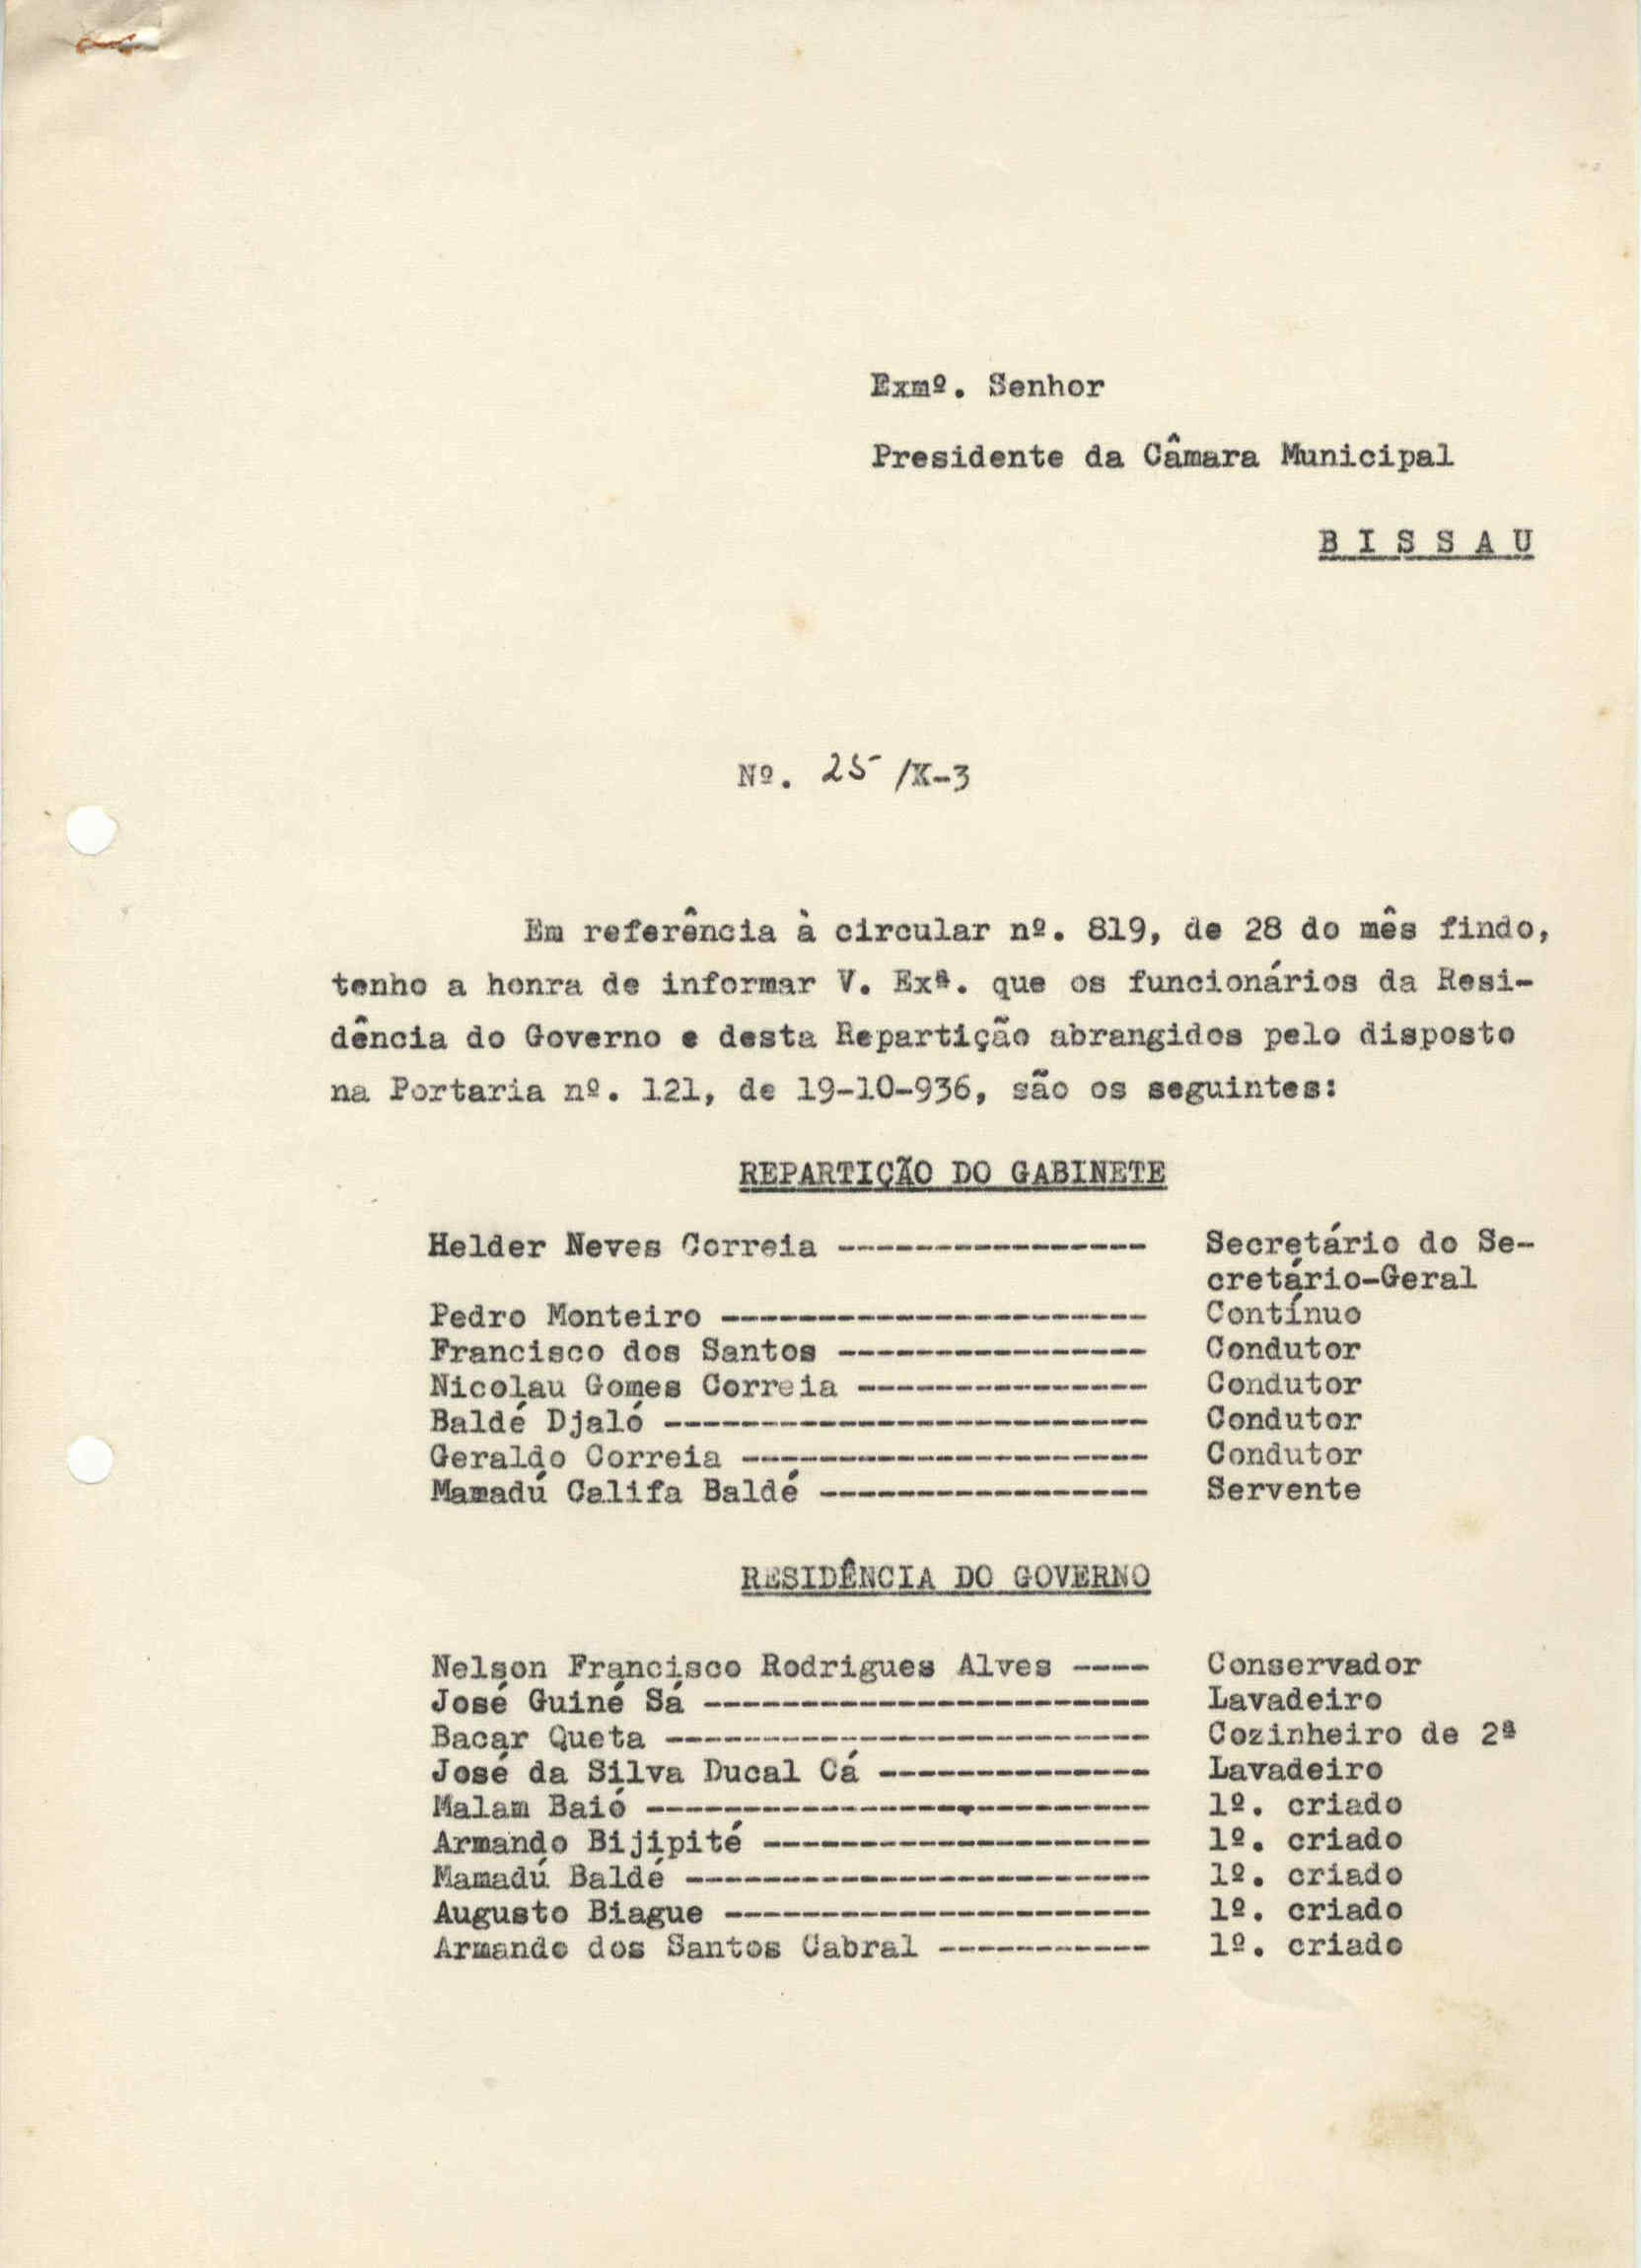 Exmº. Senhor
Presidente da Câmara Municipal
B I S S A U
Nº. 25 /X-3
Em referência à circular nº. 819, de 28 do mês findo,
tenho a honra de informar V. Exª. que os funcionários da Resi-
dência do Governo e desta Repartição abrangidos pelo disposto
na Portaria nº. 121, de 19-10-936, são os seguintes:
REPARTIÇÃO DO GABINETE
Helder Neves Correia ---------------- Secretário do Se-
cretário-Geral
Pedro Monteiro ---------------------- Contínuo
Francisco dos Santos ---------------- Condutor
Nicolau Gomes Correia --------------- Condutor
Baldé Djaló ------------------------- Condutor
Geraldo Correia --------------------- Condutor
Mamadú Califa Baldé ----------------- Servente
RESIDÊNCIA DO GOVERNO
Nelson Francisco Rodrigues Alves ---- Conservador
José Guiné Sá ----------------------- Lavadeiro
Bacar Queta ------------------------- Cozinheiro de 2ª
José da Silva Ducal Cá -------------- Lavadeiro
Malam Baió -------------------------- 1º. criado
Armando Bijipité -------------------- 1º. criado
Mamadú Baldé ------------------------ 1º. criado
Augusto Biague ---------------------- 1º. criado
Armando dos Santos Cabral ----------- 1º. criado